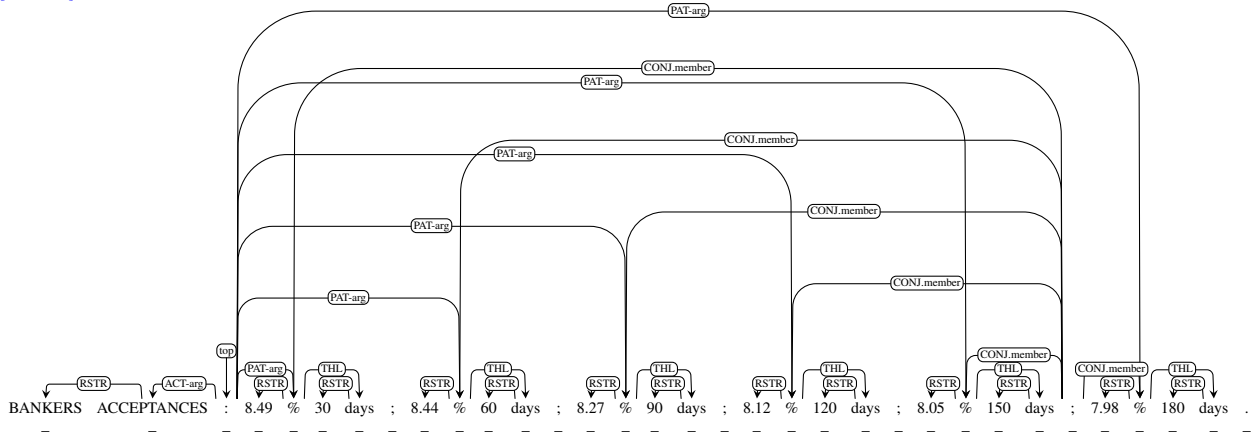 PAT-arg
CONJ.member
PAT-arg
CONJ.member
PAT-arg
CONJ.member
PAT-arg
CONJ.member
PAT-arg
top CONJ.member
PAT-arg THL THL THL THL THL CONJ.member THL
RSTR ACT-arg RSTR RSTR RSTR RSTR RSTR RSTR RSTR RSTR RSTR RSTR RSTR RSTR
BANKERS ACCEPTANCES : 8.49 % 30 days ; 8.44 % 60 days ; 8.27 % 90 days ; 8.12 % 120 days ; 8.05 % 150 days ; 7.98 % 180 days .
_ _ _ _ _ _ _ _ _ _ _ _ _ _ _ _ _ _ _ _ _ _ _ _ _ _ _ _ _ _ _ _ _